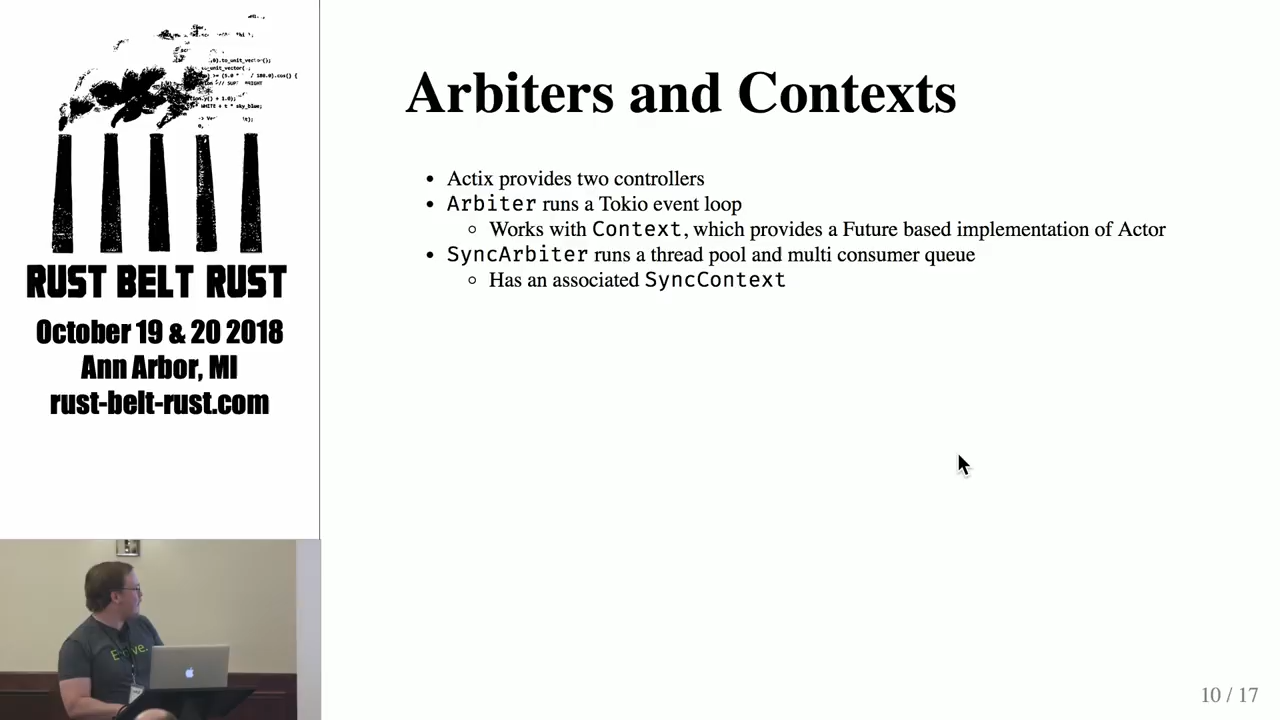 ,0).to_unit_vector();
RUST BELT RUST
October 19 & 20 2018
Ann Arbor, MI
rust-belt-rust.com
Arbiters and Contexts
• Actix provides two controllers
• Arbiter runs a Tokio event loop
◦ Works with Context, which provides a Future based implementation of Actor
• SyncArbiter runs a thread pool and multi consumer queue
◦ Has an associated SyncContext
10 / 17